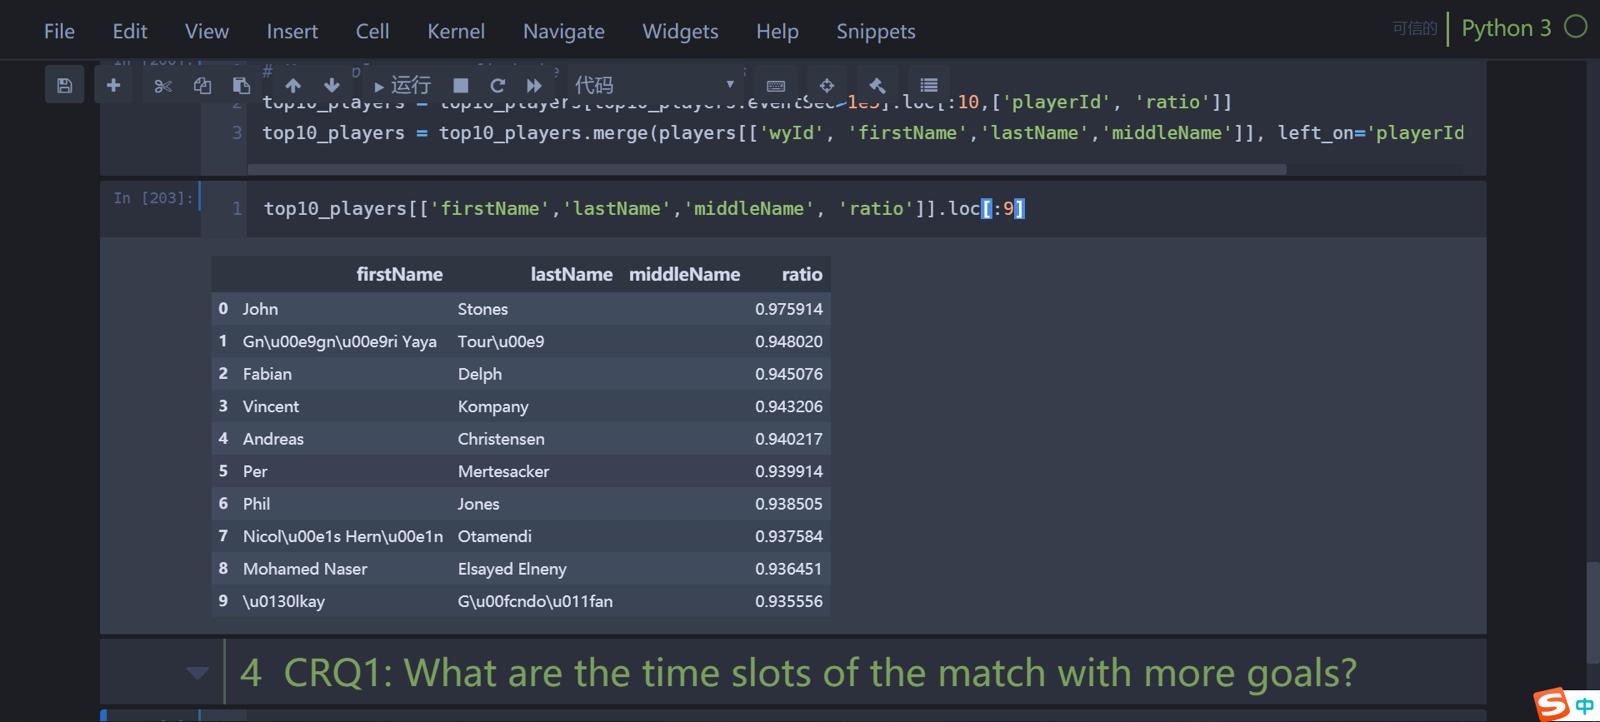 File Edit View Insert Cell Kernel Navigate Widgets Help Snippets 可信的 Python 3
运行 代码
top10_players = top10_players[top10_players.eventSec>1e3].loc[:10,['playerId', 'ratio']]
3 top10_players = top10_players.merge(players[['wyId', 'firstName','lastName','middleName']], left_on='playerId
In [203]:
1 top10_players[['firstName','lastName','middleName', 'ratio']].loc[:9]
firstName lastName middleName ratio
0 John Stones 0.975914
1 Gn\u00e9gn\u00e9ri Yaya Tour\u00e9 0.948020
2 Fabian Delph 0.945076
3 Vincent Kompany 0.943206
4 Andreas Christensen 0.940217
5 Per Mertesacker 0.939914
6 Phil Jones 0.938505
7 Nicol\u00e1s Hern\u00e1n Otamendi 0.937584
8 Mohamed Naser Elsayed Elneny 0.936451
9 \u0130lkay G\u00fcndo\u011fan 0.935556
4 CRQ1: What are the time slots of the match with more goals?
S 中